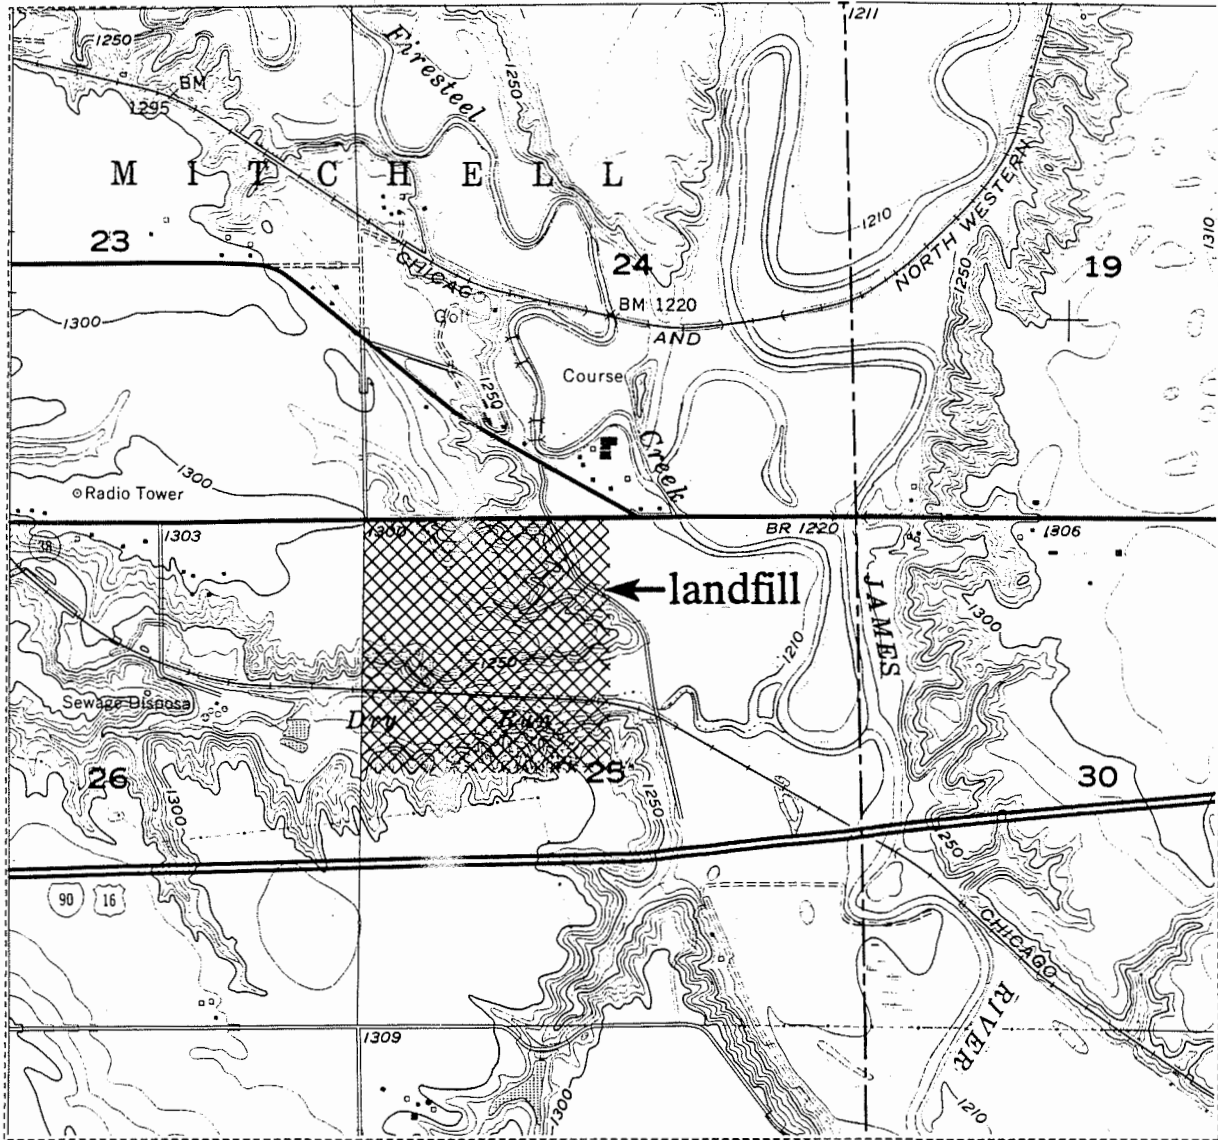 1211
1250
Firesteel
1250
BM
1295
MITCHELL
1210
NORTH WESTERN
1310
23
24
19
CHICAGO
1250
BM 1220
1300
Golf
AND
Course
1250
Creek
1300
Radio Tower
1303
1300
BR 1220
1306
38
landfill
JAMES
1300
1210
1250
Sewage Disposal
Dry Run
26
25
30
1300
1250
1250
90
16
CHICAGO
RIVER
1309
1300
1210